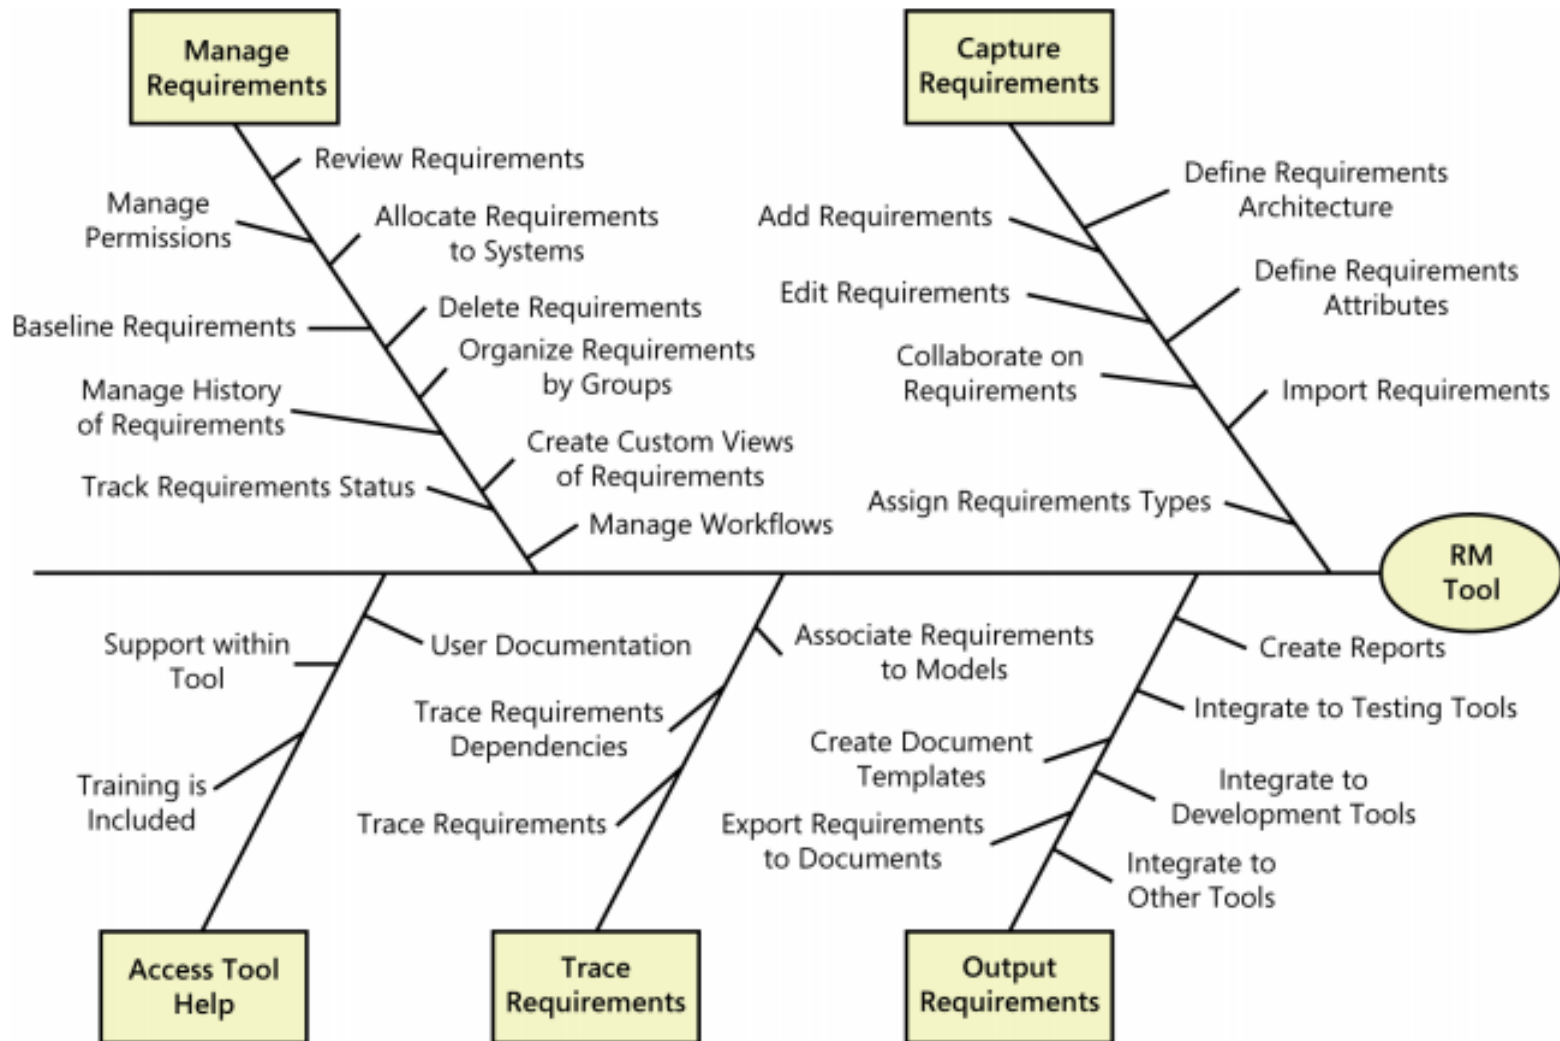 Manage
Requirements
Capture
Requirements
Review Requirements
Manage
Permissions
Allocate Requirements
to Systems
Delete Requirements
Baseline Requirements
Organize Requirements
by Groups
Manage History
of Requirements
Create Custom Views
of Requirements
Track Requirements Status
Manage Workflows
Define Requirements
Architecture
Add Requirements
Define Requirements
Attributes
Edit Requirements
Collaborate on
Requirements
Import Requirements
Assign Requirements Types
RM
Tool
Support within
Tool
User Documentation
Training is
Included
Associate Requirements
to Models
Trace Requirements
Dependencies
Trace Requirements
Create Reports
Integrate to Testing Tools
Create Document
Templates
Integrate to
Development Tools
Export Requirements
to Documents
Integrate to
Other Tools
Access Tool
Help
Trace
Requirements
Output
Requirements